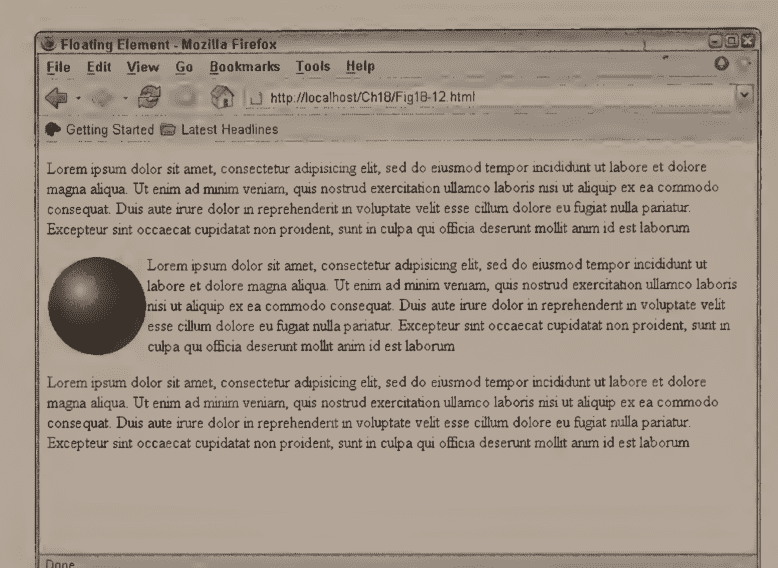 Floating Element - Mozilla Firefox
File Edit View Go Bookmarks Tools Help
http://localhost/Ch18/Fig18-12.html
Getting Started Latest Headlines
Lorem ipsum dolor sit amet, consectetur adipisicing elit, sed do eiusmod tempor incididunt ut labore et dolore
magna aliqua. Ut enim ad minim veniam, quis nostrud exercitation ullamco laboris nisi ut aliquip ex ea commodo
consequat. Duis aute irure dolor in reprehenderit in voluptate velit esse cillum dolore eu fugiat nulla pariatur.
Excepteur sint occaecat cupidatat non proident, sunt in culpa qui officia deserunt mollit anim id est laborum
Lorem ipsum dolor sit amet, consectetur adipisicing elit, sed do eiusmod tempor incididunt ut
labore et dolore magna aliqua. Ut enim ad minim veniam, quis nostrud exercitation ullamco laboris
nisi ut aliquip ex ea commodo consequat. Duis aute irure dolor in reprehenderit in voluptate velit
esse cillum dolore eu fugiat nulla pariatur. Excepteur sint occaecat cupidatat non proident, sunt in
culpa qui officia deserunt mollit anim id est laborum
Lorem ipsum dolor sit amet, consectetur adipisicing elit, sed do eiusmod tempor incididunt ut labore et dolore
magna aliqua. Ut enim ad minim veniam, quis nostrud exercitation ullamco laboris nisi ut aliquip ex ea commodo
consequat. Duis aute irure dolor in reprehenderit in voluptate velit esse cillum dolore eu fugiat nulla pariatur.
Excepteur sint occaecat cupidatat non proident, sunt in culpa qui officia deserunt mollit anim id est laborum
Done